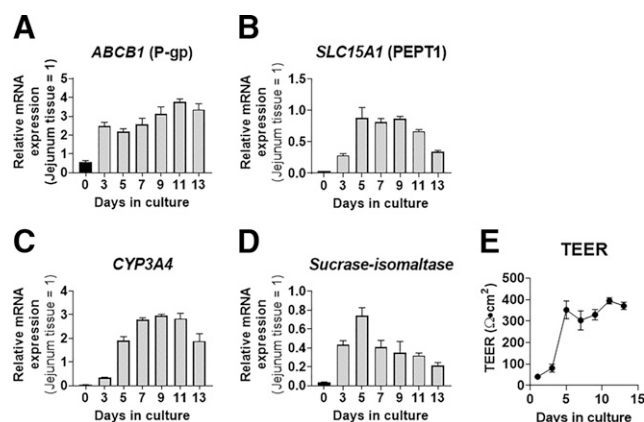 A
ABCB1 (P-gp)
Relative mRNA
expression
(Jejunum tissue = 1)
5
4
3
2
1
0
0 3 5 7 9 11 13
Days in culture
B
SLC15A1 (PEPT1)
Relative mRNA
expression
(Jejunum tissue = 1)
1.5
1.0
0.5
0.0
0 3 5 7 9 11 13
Days in culture
C
CYP3A4
Relative mRNA
expression
(Jejunum tissue = 1)
4
3
2
1
0
0 3 5 7 9 11 13
Days in culture
D
Sucrase-isomaltase
Relative mRNA
expression
(Jejunum tissue = 1)
1.0
0.8
0.6
0.4
0.2
0.0
0 3 5 7 9 11 13
Days in culture
E
TEER
TEER (Ω•cm²)
500
400
300
200
100
0
0 5 10 15
Days in culture